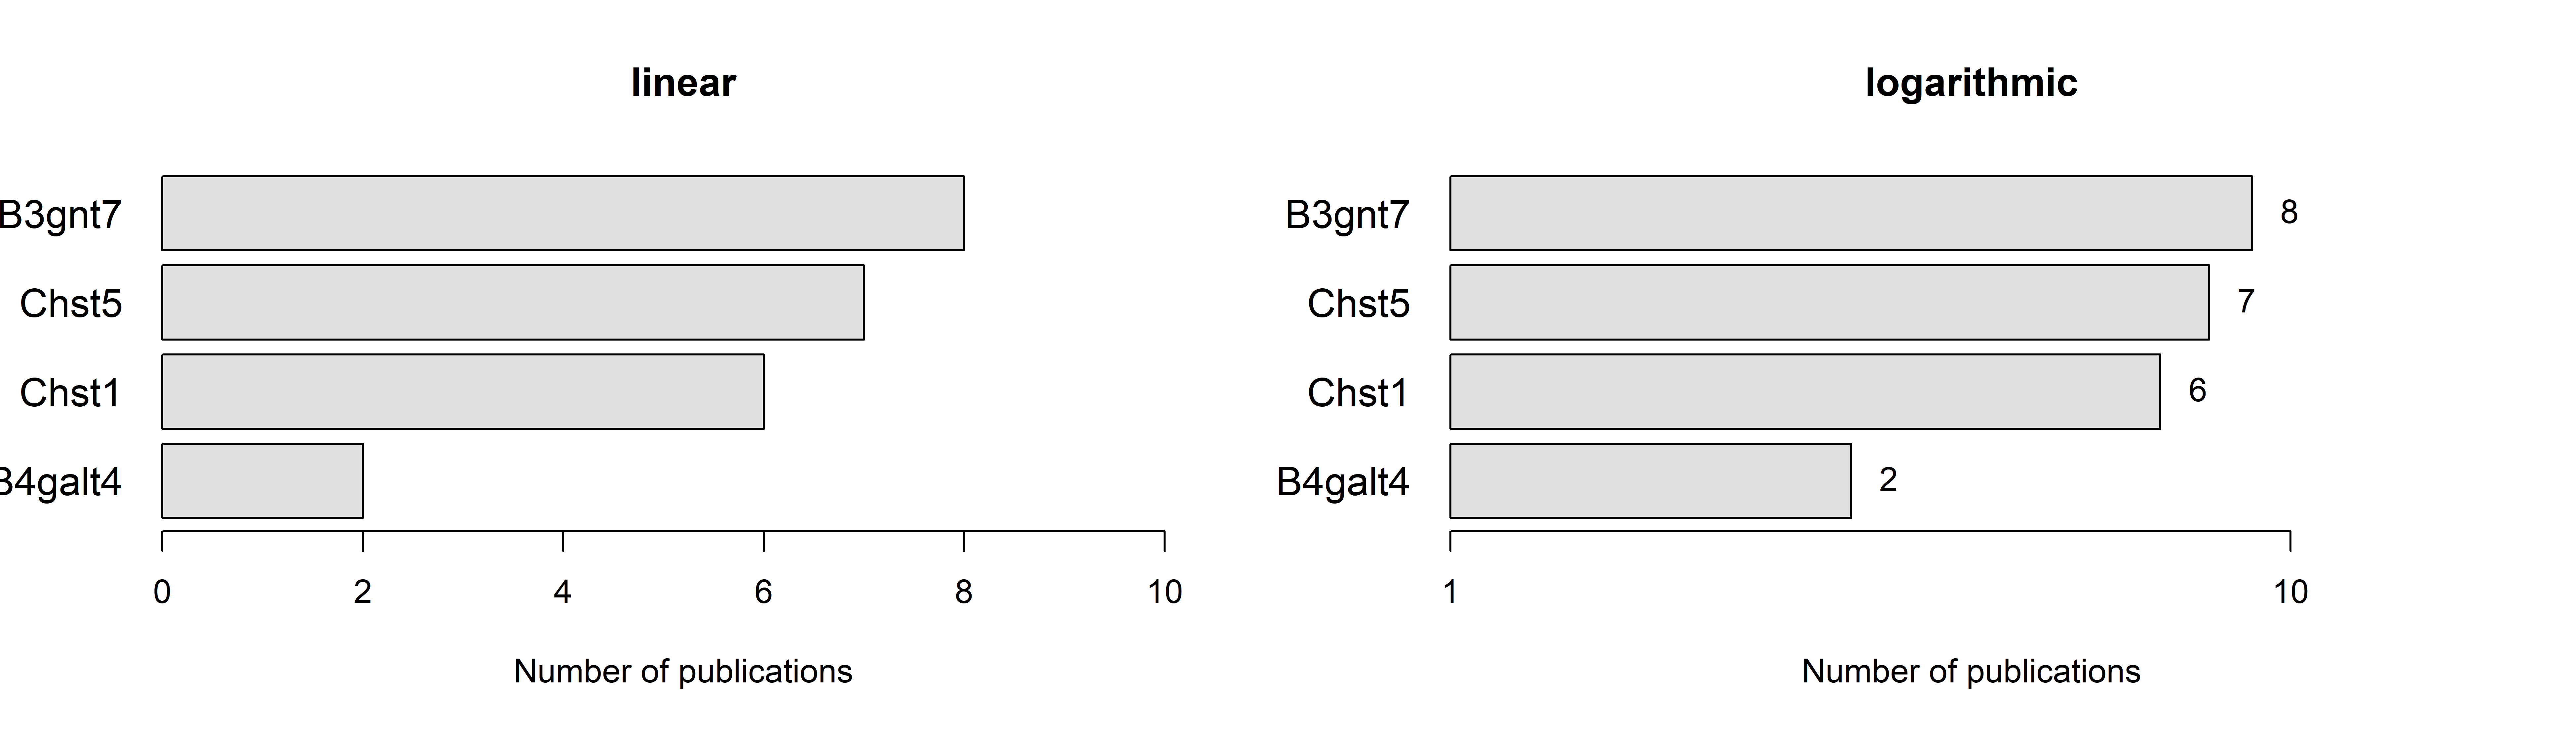 linear
B3gnt7
Chst5
Chst1
B4galt4
0 2 4 6 8 10
Number of publications
logarithmic
B3gnt7 8
Chst5 7
Chst1 6
B4galt4 2
1 10
Number of publications